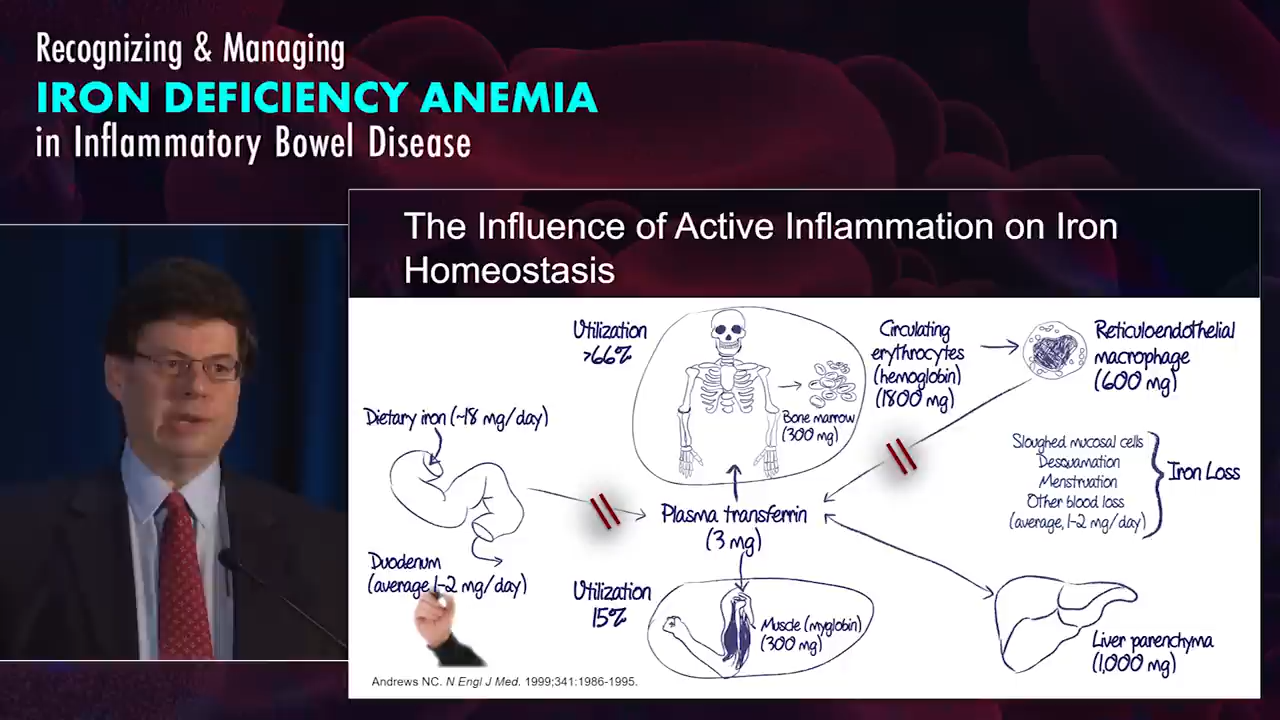 Recognizing & Managing
IRON DEFICIENCY ANEMIA
in Inflammatory Bowel Disease
The Influence of Active Inflammation on Iron
Homeostasis
Utilization
>66%
Circulating
erythrocytes
(hemoglobin)
(1800 mg)
Reticuloendothelial
macrophage
(600 mg)
Dietary iron (~18 mg/day)
Bone marrow
(300 mg)
Sloughed mucosal cells
Desquamation
Menstruation
Other blood loss
(average, 1-2 mg/day)
Iron Loss
Plasma transferrin
(3 mg)
Duodenum
(average 1-2 mg/day)
Utilization
15%
Muscle (myglobin)
(300 mg)
Liver parenchyma
(1,000 mg)
Andrews NC. N Engl J Med. 1999;341:1986-1995.